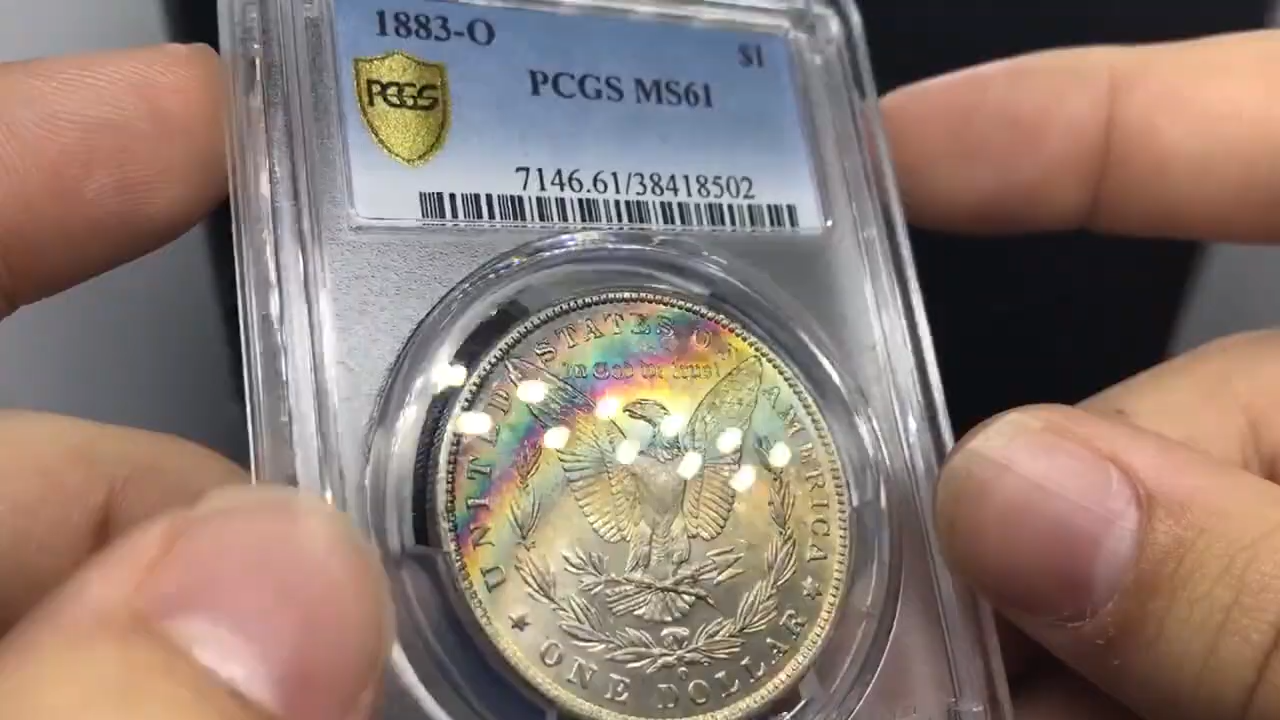 1883-O
$1
PCGS
PCGS MS61
7146.61/38418502
UNITED STATES OF AMERICA
In God We Trust
ONE DOLLAR
O